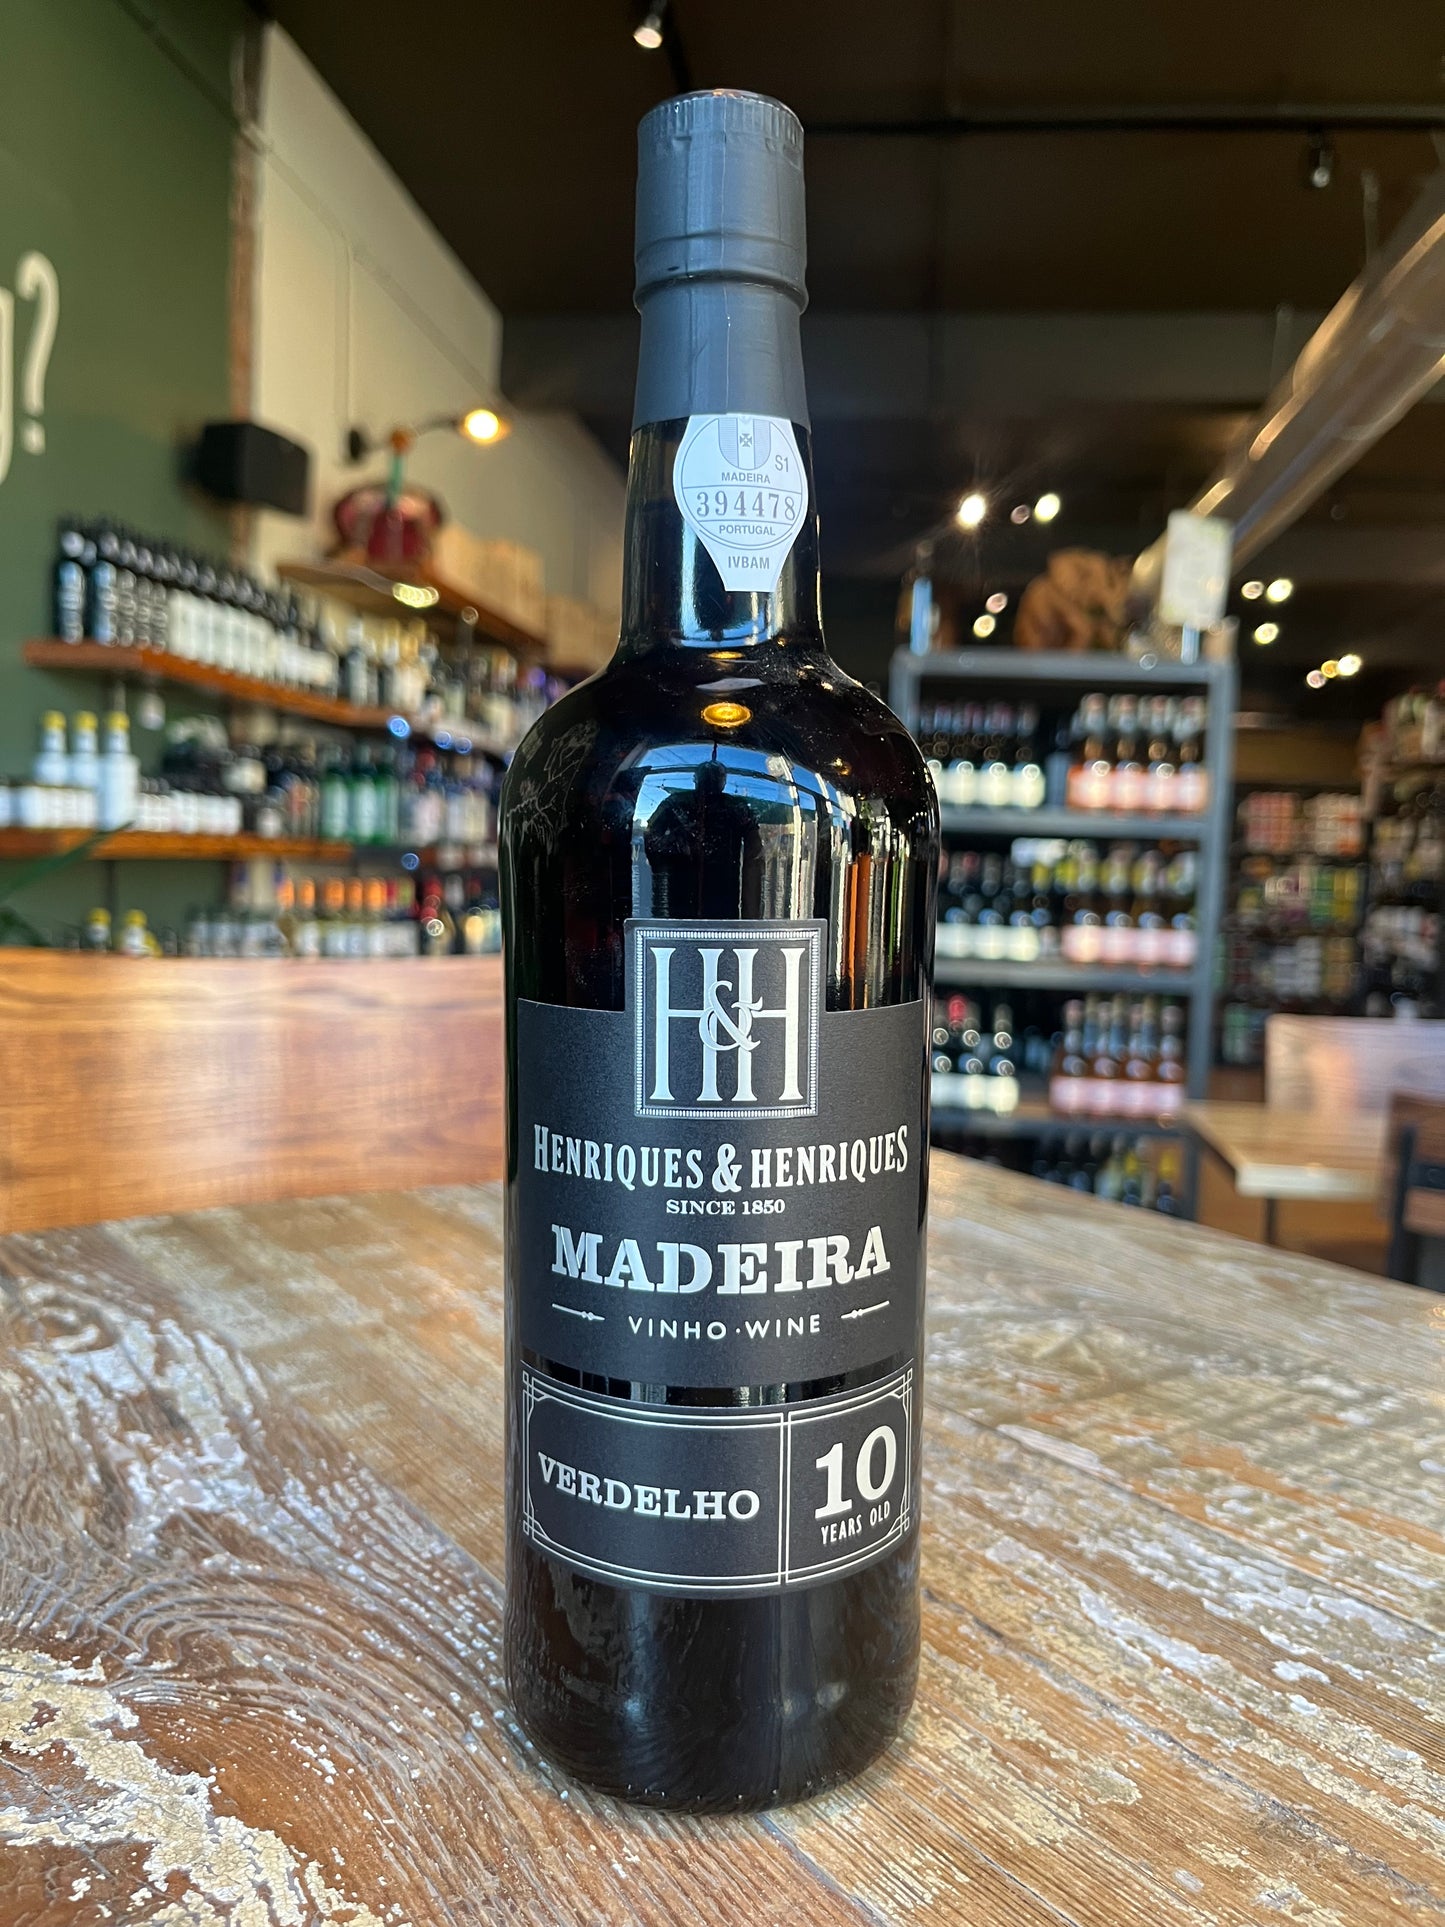 g?
S1
MADEIRA
394478
PORTUGAL
IVBAM
H&H
HENRIQUES & HENRIQUES
SINCE 1850
MADEIRA
VINHO · WINE
VERDELHO
10
YEARS OLD